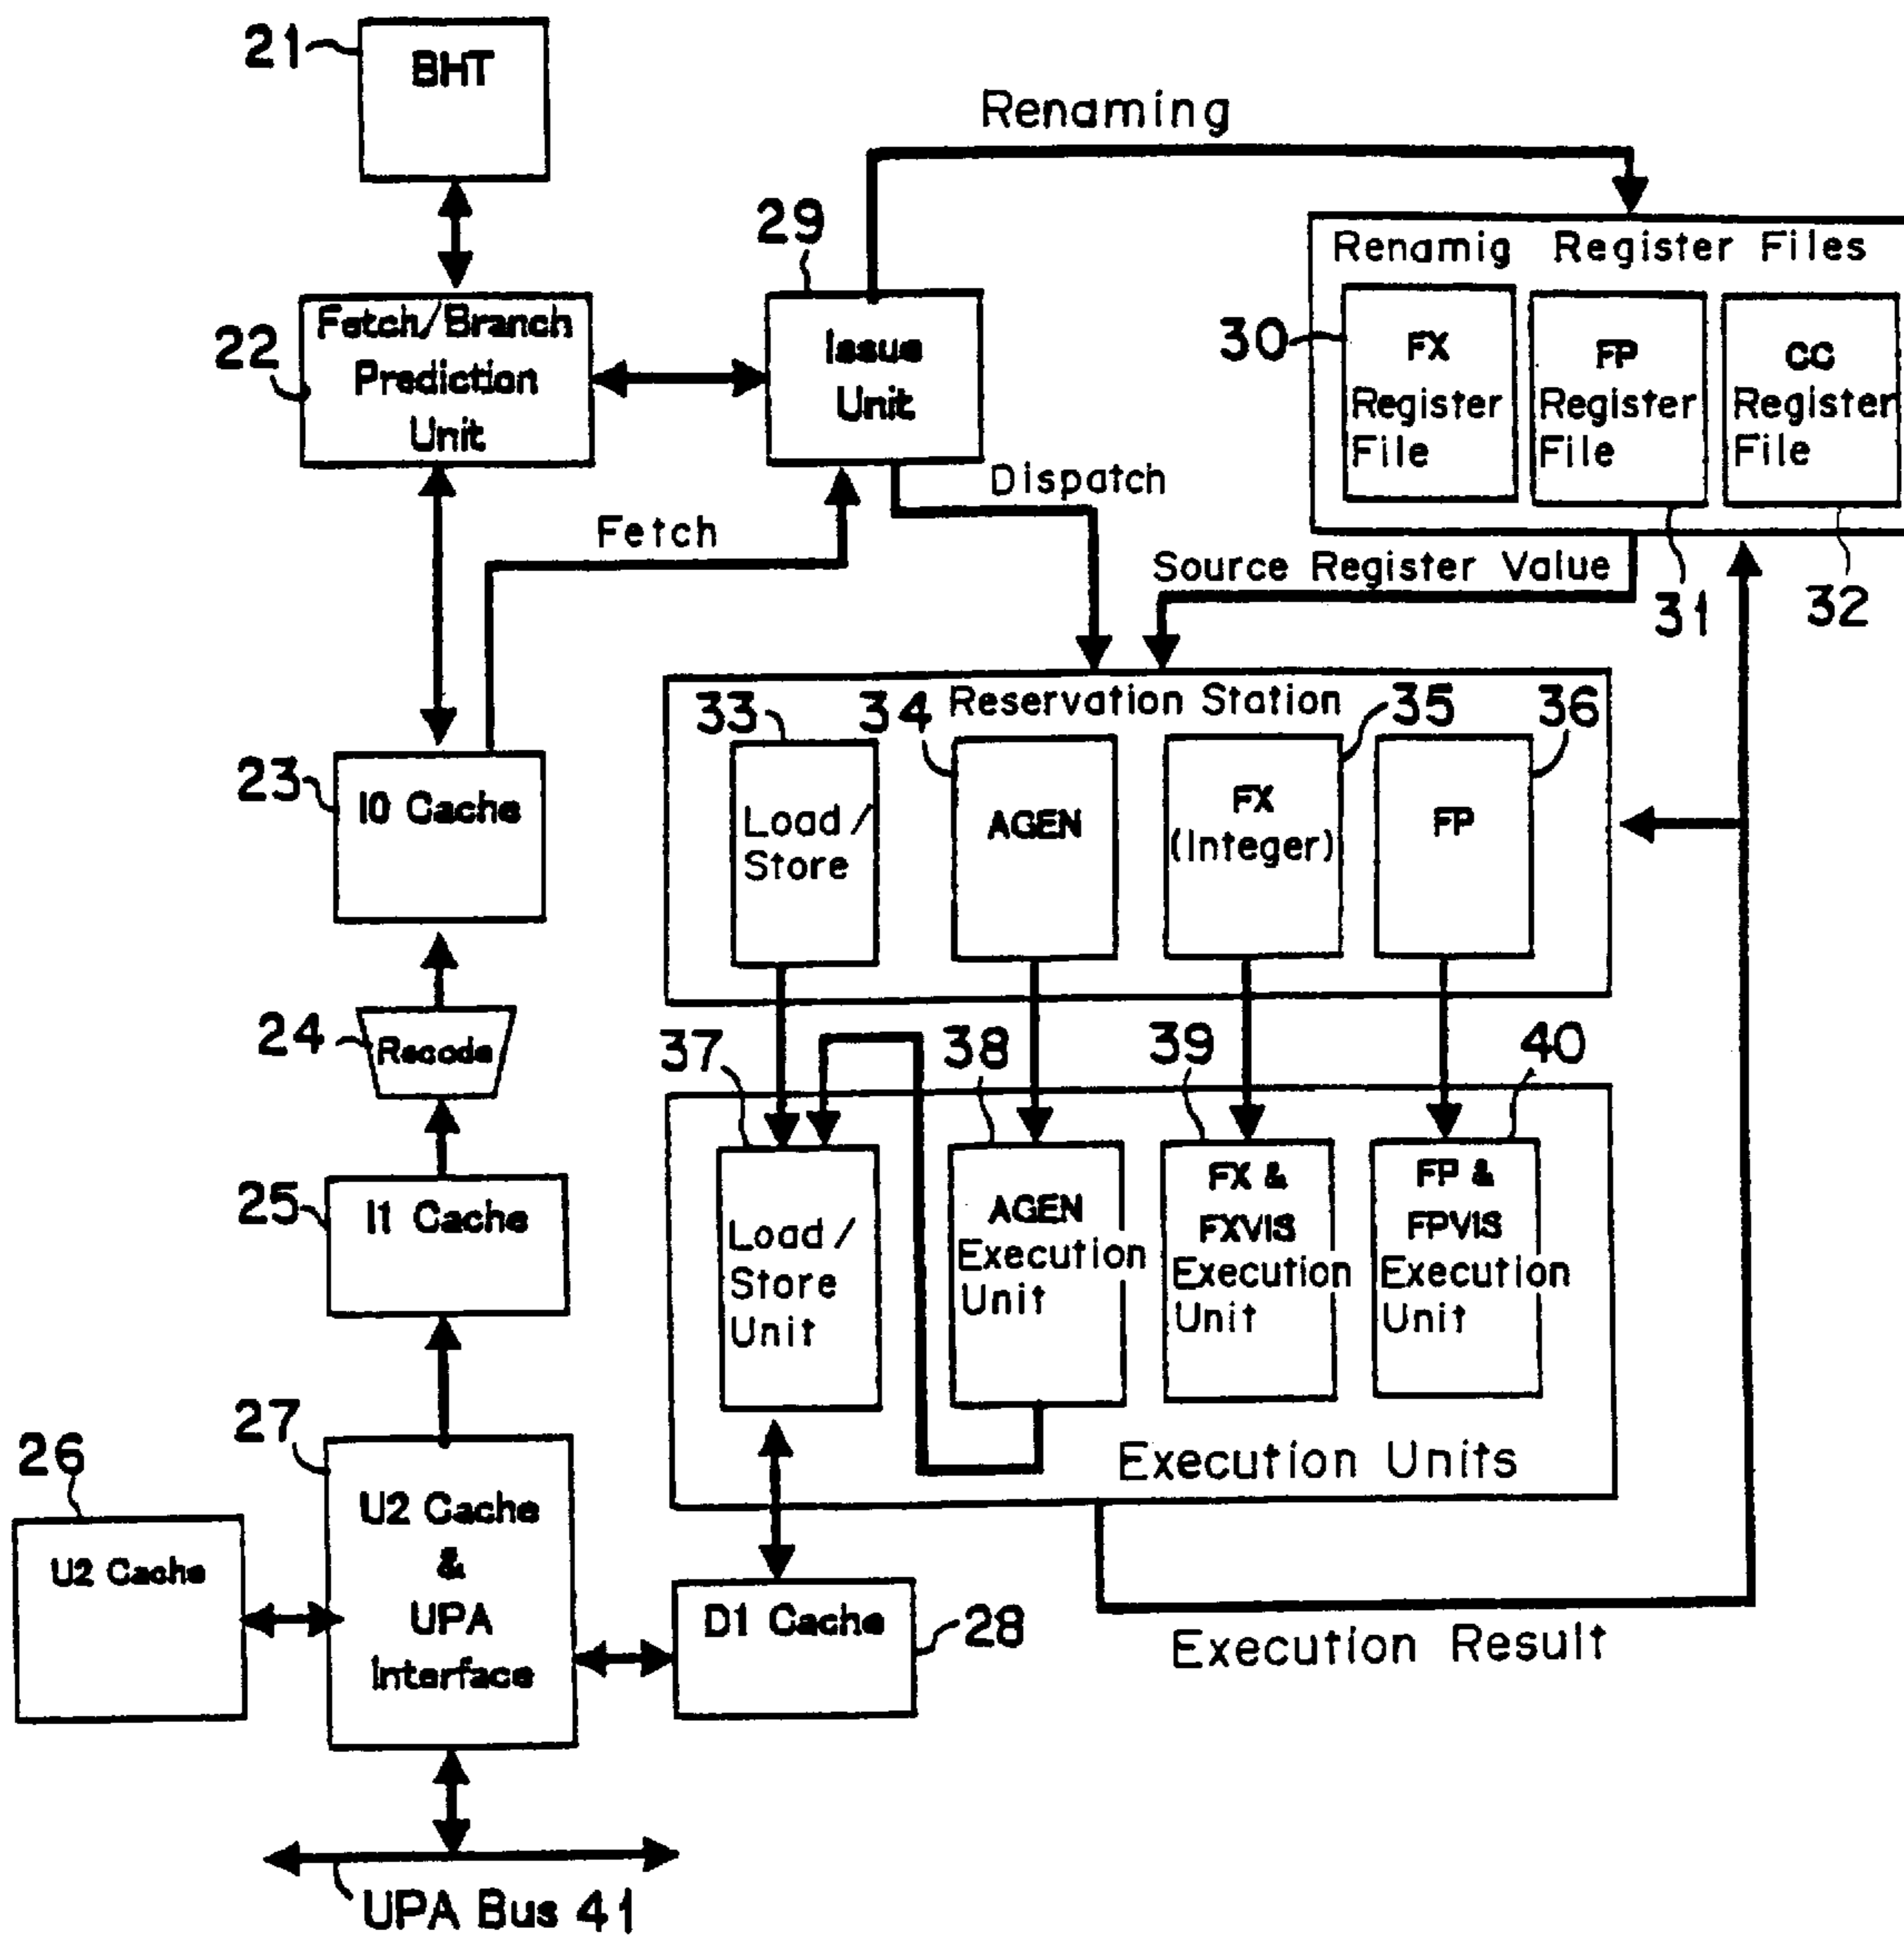 21
BHT
Renaming
29
Renamig Register Files
22
Fetch/Branch
Prediction
Unit
Issue
Unit
30
FX
Register
File
FP
Register
File
CC
Register
File
Dispatch
Fetch
Source Register Value
31
32
33
34
Reservation Station
35
36
23
I0 Cache
Load/
Store
AGEN
FX
(Integer)
FP
24
Recode
37
38
39
40
25
I1 Cache
Load/
Store
Unit
AGEN
Execution
Unit
FX &
FXVIS
Execution
Unit
FP &
FPVIS
Execution
Unit
Execution Units
26
27
U2 Cache
U2 Cache
&
UPA
Interface
D1 Cache
28
Execution Result
UPA Bus 41